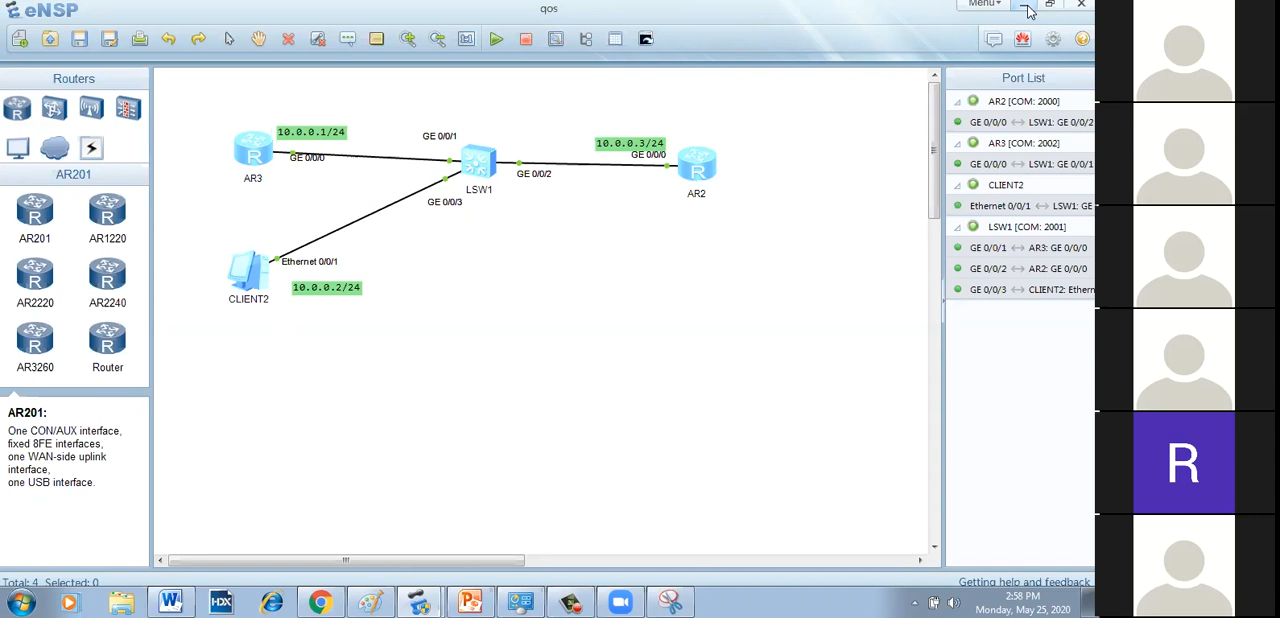 eNSP
qos
Menu
Routers
AR201
AR201
AR1220
AR2220
AR2240
AR3260
Router
AR201:
One CON/AUX interface,
fixed 8FE interfaces,
one WAN-side uplink
interface,
one USB interface.
10.0.0.1/24
GE 0/0/0
AR3
GE 0/0/1
LSW1
GE 0/0/2
GE 0/0/3
10.0.0.3/24
GE 0/0/0
AR2
Ethernet 0/0/1
CLIENT2
10.0.0.2/24
Port List
AR2 [COM: 2000]
GE 0/0/0 ↔ LSW1: GE 0/0/2
AR3 [COM: 2002]
GE 0/0/0 ↔ LSW1: GE 0/0/1
CLIENT2
Ethernet 0/0/1 ↔ LSW1: GE
LSW1 [COM: 2001]
GE 0/0/1 ↔ AR3: GE 0/0/0
GE 0/0/2 ↔ AR2: GE 0/0/0
GE 0/0/3 ↔ CLIENT2: Ethern
Total: 4 Selected: 0
Getting help and feedback
R
HDX
2:58 PM
Monday, May 25, 2020